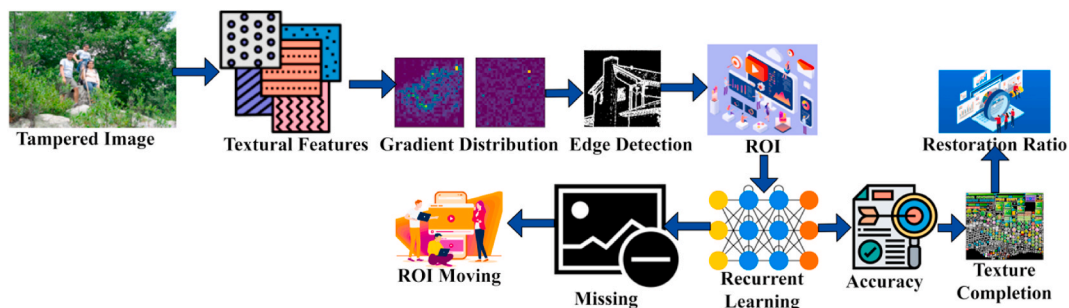 Tampered Image
Textural Features
Gradient Distribution
Edge Detection
ROI
Restoration Ratio
ROI Moving
Missing
Recurrent
Learning
Accuracy
Texture
Completion